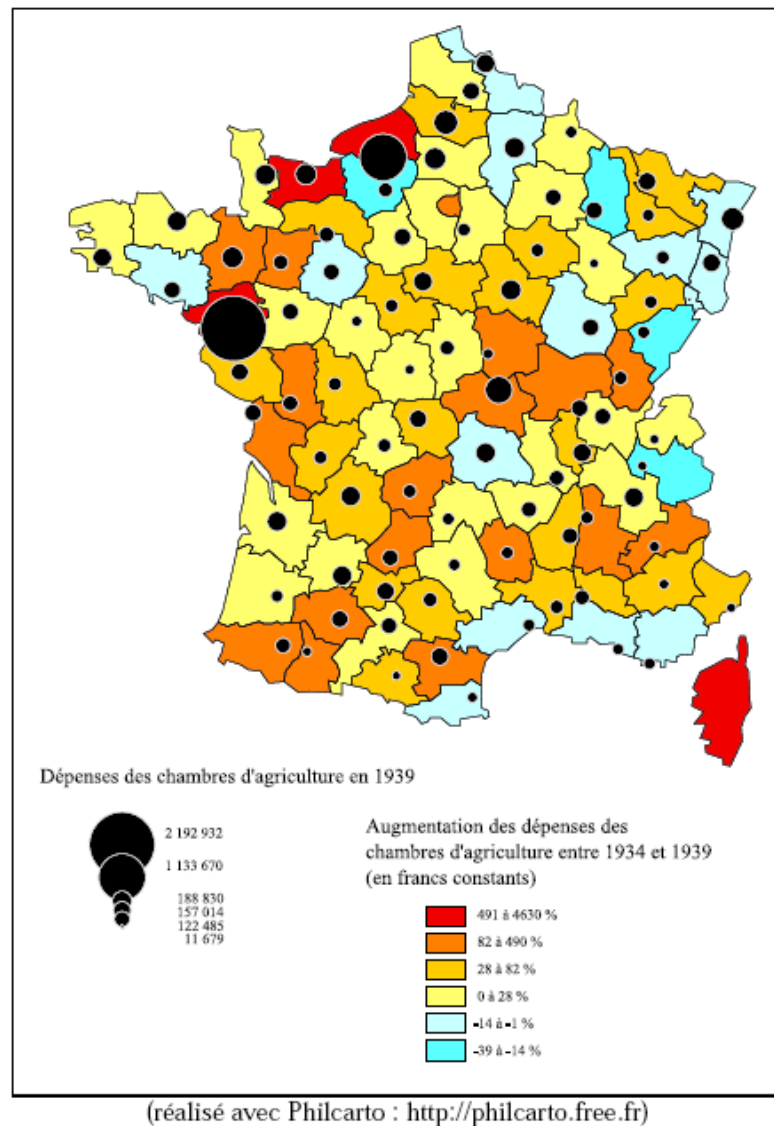 Dépenses des chambres d'agriculture en 1939
2 192 932
1 133 670
188 830
157 014
122 485
11 679
Augmentation des dépenses des
chambres d'agriculture entre 1934 et 1939
(en francs constants)
491 à 4630 %
82 à 490 %
28 à 82 %
0 à 28 %
-14 à -1 %
-39 à -14 %
(réalisé avec Philcarto : http://philcarto.free.fr)